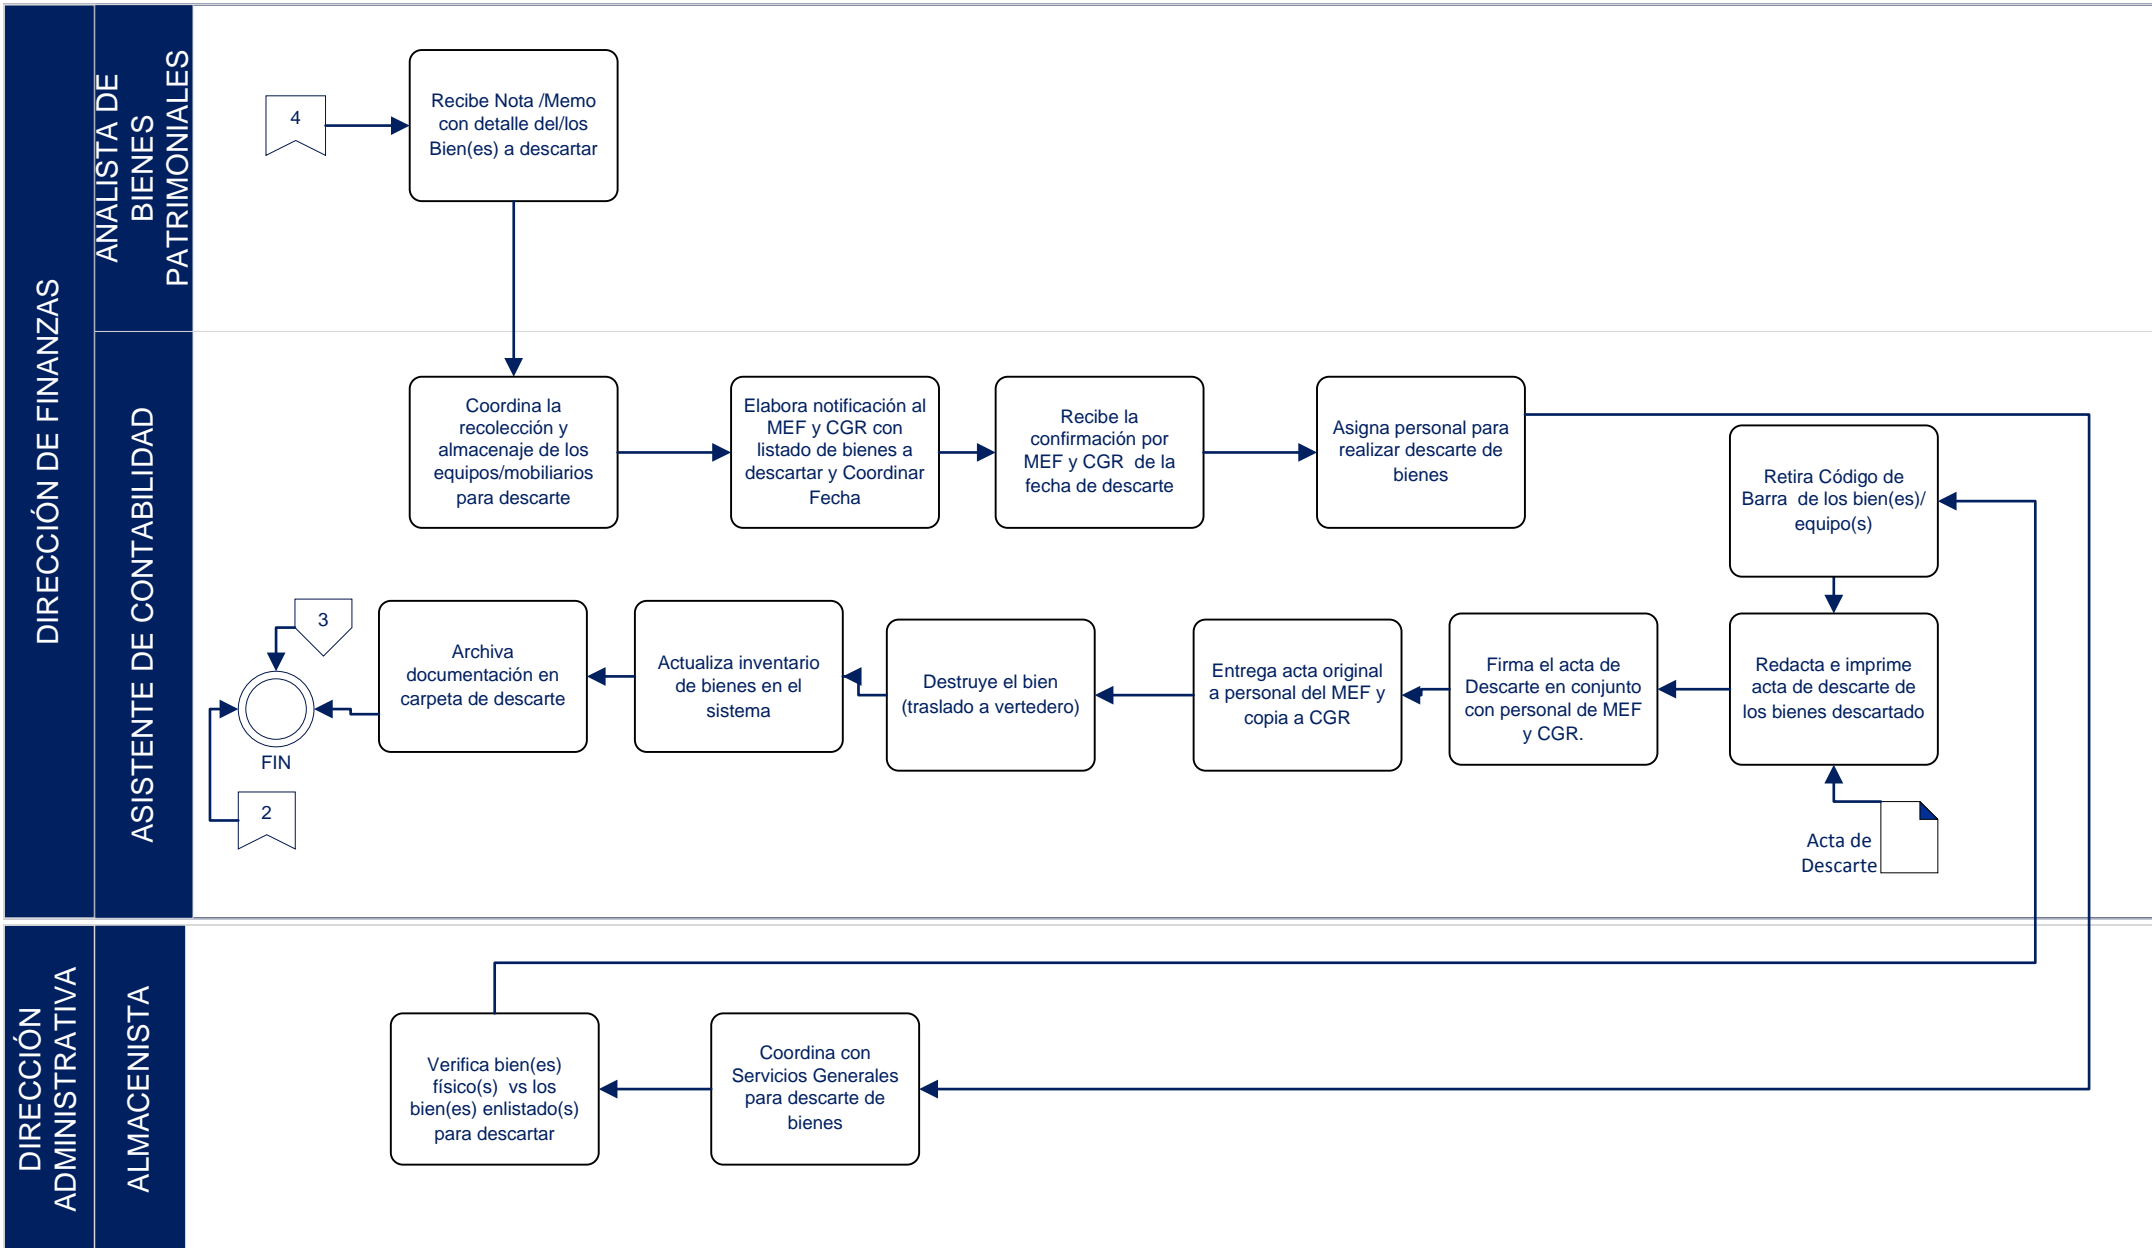 DIRECCIÓN DE FINANZAS
ANALISTA DE
BIENES
PATRIMONIALES
4
Recibe Nota /Memo
con detalle del/los
Bien(es) a descartar
ASISTENTE DE CONTABILIDAD
Coordina la
recolección y
almacenaje de los
equipos/mobiliarios
para descarte
Elabora notificación al
MEF y CGR con
listado de bienes a
descartar y Coordinar
Fecha
Recibe la
confirmación por
MEF y CGR  de la
fecha de descarte
Asigna personal para
realizar descarte de
bienes
Retira Código de
Barra  de los bien(es)/
equipo(s)
3
FIN
2
Archiva
documentación en
carpeta de descarte
Actualiza inventario
de bienes en el
sistema
Destruye el bien
(traslado a vertedero)
Entrega acta original
a personal del MEF y
copia a CGR
Firma el acta de
Descarte en conjunto
con personal de MEF
y CGR.
Redacta e imprime
acta de descarte de
los bienes descartado
Acta de
Descarte
DIRECCIÓN
ADMINISTRATIVA
ALMACENISTA
Verifica bien(es)
físico(s)  vs los
bien(es) enlistado(s)
para descartar
Coordina con
Servicios Generales
para descarte de
bienes